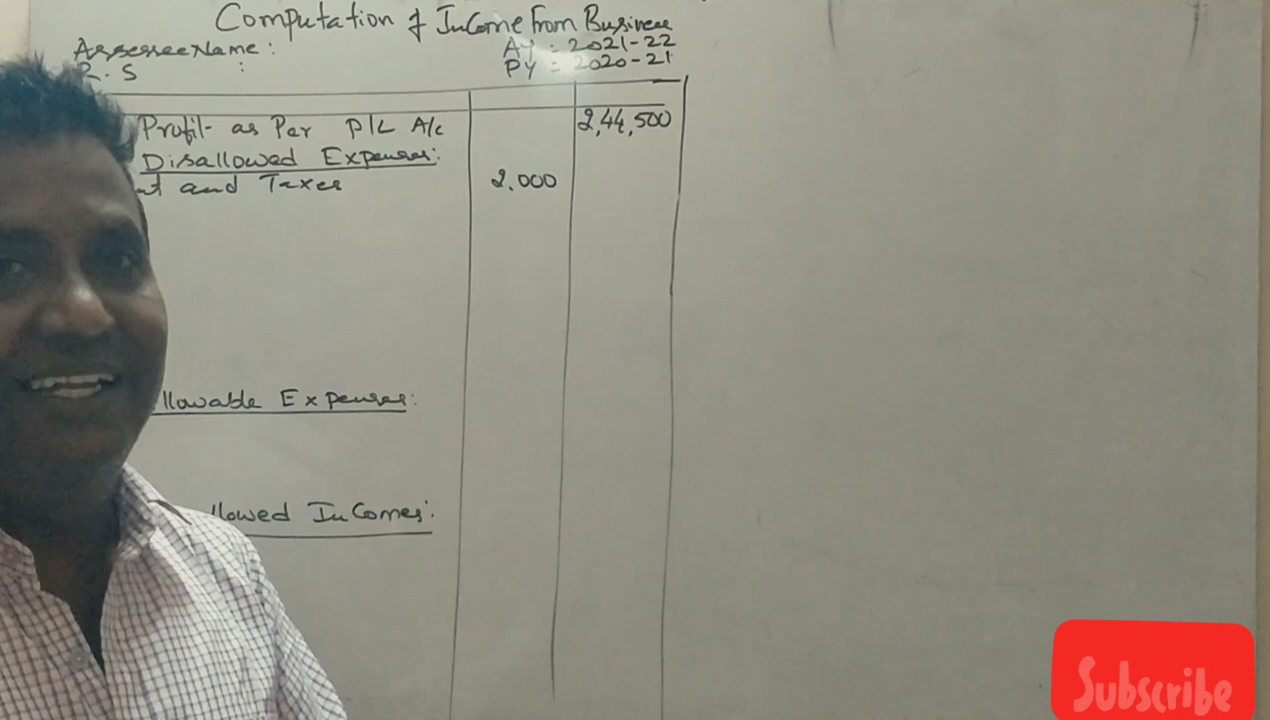 Computation of Income From Business
Assessee Name : AY : 2021-22
R. S : PY : 2020-21
Profit as Per P/L A/c 2,44,500
Disallowed Expenses:
and Taxes 2,000
llowable Expenses:
llowed Incomes:
Subscribe